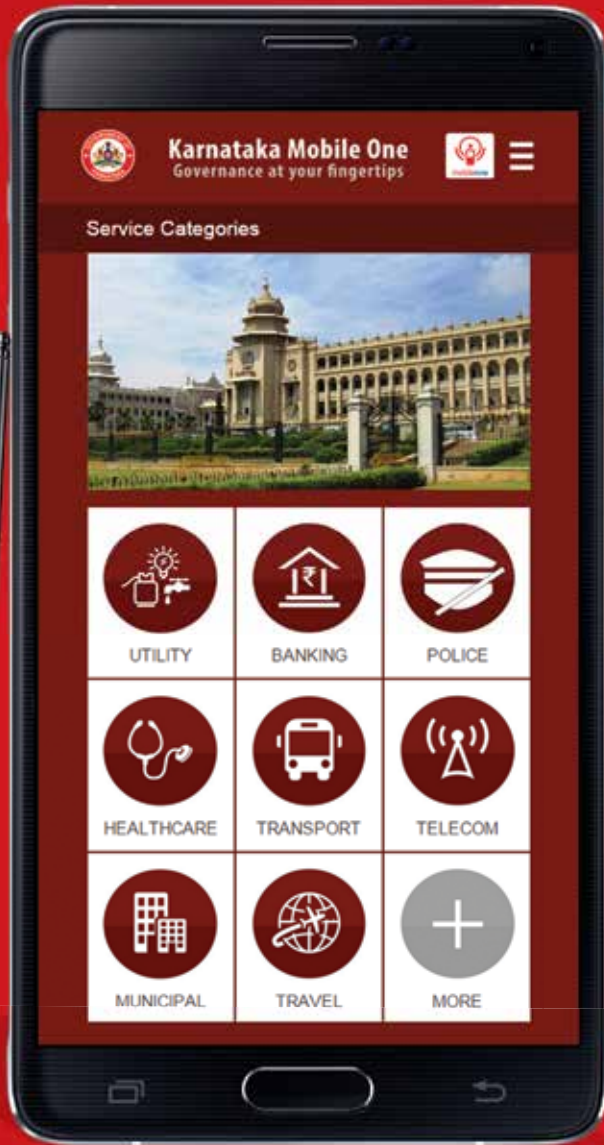 Karnataka Mobile One
Governance at your fingertips
Service Categories
UTILITY
BANKING
POLICE
HEALTHCARE
TRANSPORT
TELECOM
MUNICIPAL
TRAVEL
MORE